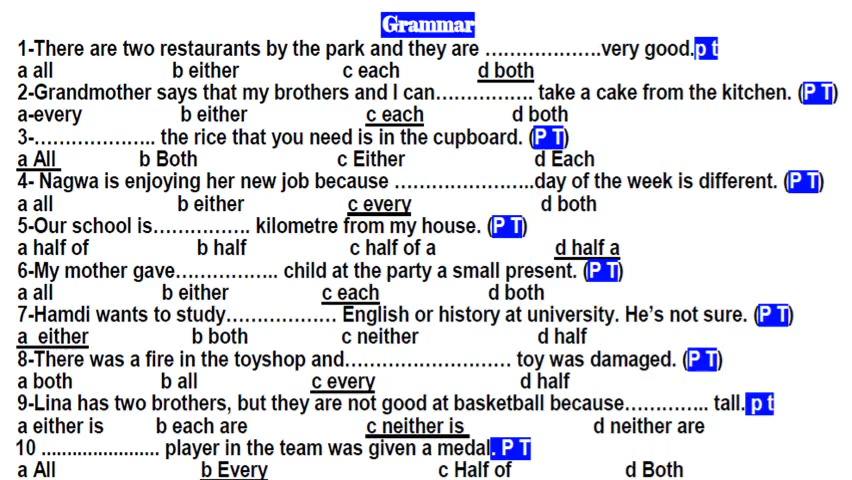 Grammar
1-There are two restaurants by the park and they are ………………..very good.p t
a all b either c each d both
2-Grandmother says that my brothers and I can……………. take a cake from the kitchen. (P T)
a-every b either c each d both
3-……………….. the rice that you need is in the cupboard. (P T)
a All b Both c Either d Each
4- Nagwa is enjoying her new job because …………………..day of the week is different. (P T)
a all b either c every d both
5-Our school is……………. kilometre from my house. (P T)
a half of b half c half of a d half a
6-My mother gave…………….. child at the party a small present. (P T)
a all b either c each d both
7-Hamdi wants to study……………… English or history at university. He’s not sure. (P T)
a either b both c neither d half
8-There was a fire in the toyshop and……………………… toy was damaged. (P T)
a both b all c every d half
9-Lina has two brothers, but they are not good at basketball because………….. tall. p t
a either is b each are c neither is d neither are
10 ........................ player in the team was given a medal. P T
a All b Every c Half of d Both